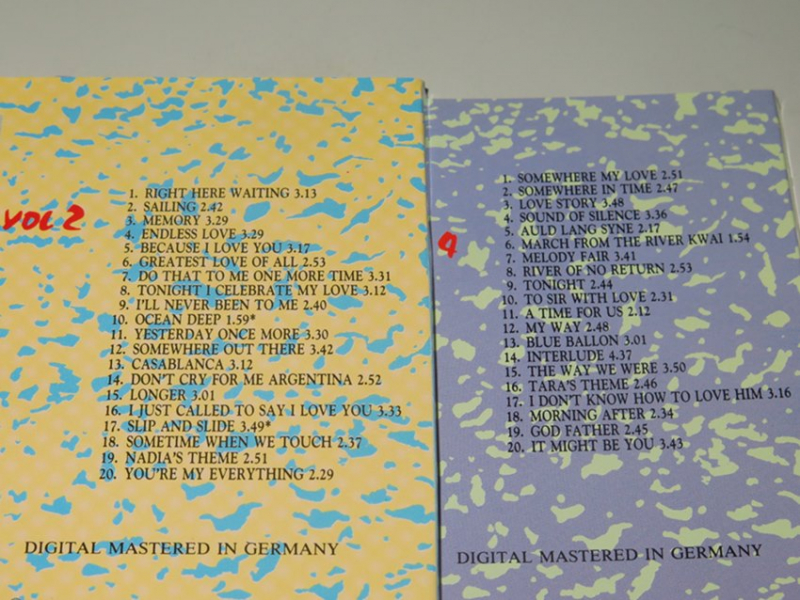 VOL 2
1. RIGHT HERE WAITING 3.13
2. SAILING 2.42
3. MEMORY 3.29
4. ENDLESS LOVE 3.29
5. BECAUSE I LOVE YOU 3.17
6. GREATEST LOVE OF ALL 2.53
7. DO THAT TO ME ONE MORE TIME 3.31
8. TONIGHT I CELEBRATE MY LOVE 3.12
9. I'LL NEVER BEEN TO ME 2.40
10. OCEAN DEEP 1.59*
11. YESTERDAY ONCE MORE 3.30
12. SOMEWHERE OUT THERE 3.42
13. CASABLANCA 3.12
14. DON'T CRY FOR ME ARGENTINA 2.52
15. LONGER 3.01
16. I JUST CALLED TO SAY I LOVE YOU 3.33
17. SLIP AND SLIDE 3.49*
18. SOMETIME WHEN WE TOUCH 2.37
19. NADIA'S THEME 2.51
20. YOU'RE MY EVERYTHING 2.29
DIGITAL MASTERED IN GERMANY
4
1. SOMEWHERE MY LOVE 2.51
2. SOMEWHERE IN TIME 2.47
3. LOVE STORY 3.48
4. SOUND OF SILENCE 3.36
5. AULD LANG SYNE 2.17
6. MARCH FROM THE RIVER KWAI 1.54
7. MELODY FAIR 3.41
8. RIVER OF NO RETURN 2.53
9. TONIGHT 2.44
10. TO SIR WITH LOVE 2.31
11. A TIME FOR US 2.12
12. MY WAY 2.48
13. BLUE BALLON 3.01
14. INTERLUDE 4.37
15. THE WAY WE WERE 3.50
16. TARA'S THEME 2.46
17. I DON'T KNOW HOW TO LOVE HIM 3.16
18. MORNING AFTER 2.34
19. GOD FATHER 2.45
20. IT MIGHT BE YOU 3.43
DIGITAL MASTERED IN GERMANY